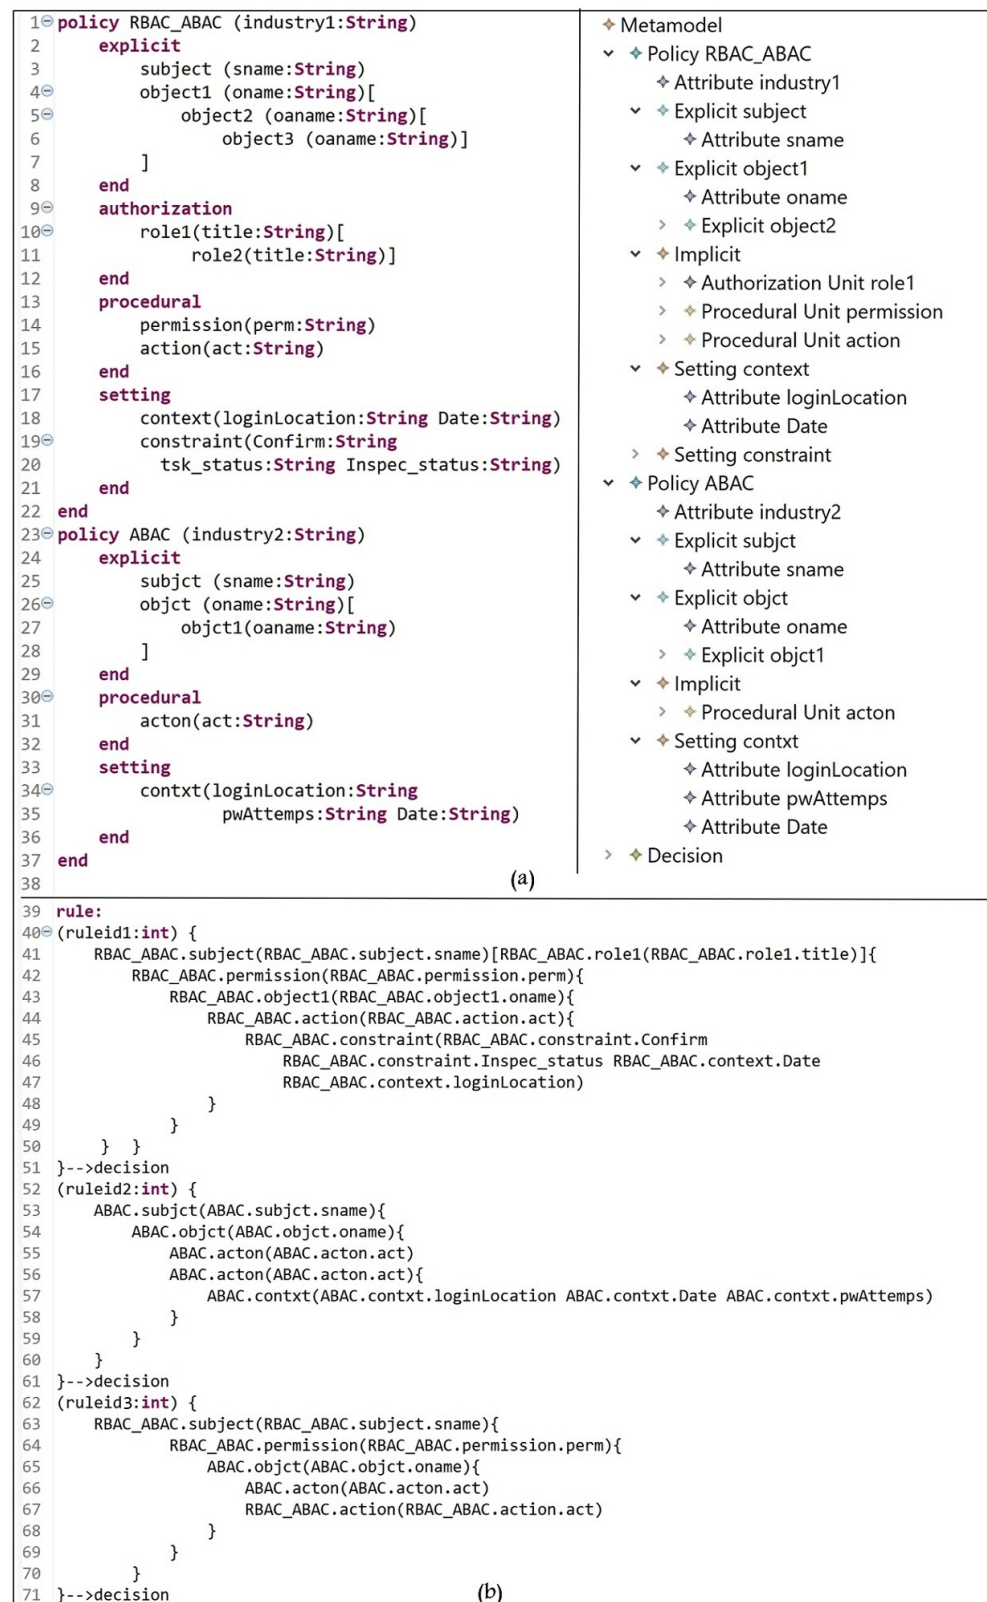 1 policy RBAC_ABAC (industry1:String)
2 explicit
3 subject (sname:String)
4 object1 (oname:String)[
5 object2 (oaname:String)[
6 object3 (oaname:String)]
7 ]
8 end
9 authorization
10 role1(title:String)[
11 role2(title:String)]
12 end
13 procedural
14 permission(perm:String)
15 action(act:String)
16 end
17 setting
18 context(loginLocation:String Date:String)
19 constraint(Confirm:String
20 tsk_status:String Inspec_status:String)
21 end
22 end
23 policy ABAC (industry2:String)
24 explicit
25 subjct (sname:String)
26 objct (oname:String)[
27 objct1(oaname:String)
28 ]
29 end
30 procedural
31 acton(act:String)
32 end
33 setting
34 contxt(loginLocation:String
35 pwAttemps:String Date:String)
36 end
37 end
38
Metamodel
Policy RBAC_ABAC
Attribute industry1
Explicit subject
Attribute sname
Explicit object1
Attribute oname
Explicit object2
Implicit
Authorization Unit role1
Procedural Unit permission
Procedural Unit action
Setting context
Attribute loginLocation
Attribute Date
Setting constraint
Policy ABAC
Attribute industry2
Explicit subjct
Attribute sname
Explicit objct
Attribute oname
Explicit objct1
Implicit
Procedural Unit acton
Setting contxt
Attribute loginLocation
Attribute pwAttemps
Attribute Date
Decision
(a)
39 rule:
40 (ruleid1:int) {
41 RBAC_ABAC.subject(RBAC_ABAC.subject.sname)[RBAC_ABAC.role1(RBAC_ABAC.role1.title)]{
42 RBAC_ABAC.permission(RBAC_ABAC.permission.perm){
43 RBAC_ABAC.object1(RBAC_ABAC.object1.oname){
44 RBAC_ABAC.action(RBAC_ABAC.action.act){
45 RBAC_ABAC.constraint(RBAC_ABAC.constraint.Confirm
46 RBAC_ABAC.constraint.Inspec_status RBAC_ABAC.context.Date
47 RBAC_ABAC.context.loginLocation)
48 }
49 }
50 } }
51 }-->decision
52 (ruleid2:int) {
53 ABAC.subjct(ABAC.subjct.sname){
54 ABAC.objct(ABAC.objct.oname){
55 ABAC.acton(ABAC.acton.act)
56 ABAC.acton(ABAC.acton.act){
57 ABAC.contxt(ABAC.contxt.loginLocation ABAC.contxt.Date ABAC.contxt.pwAttemps)
58 }
59 }
60 }
61 }-->decision
62 (ruleid3:int) {
63 RBAC_ABAC.subject(RBAC_ABAC.subject.sname){
64 RBAC_ABAC.permission(RBAC_ABAC.permission.perm){
65 ABAC.objct(ABAC.objct.oname){
66 ABAC.acton(ABAC.acton.act)
67 RBAC_ABAC.action(RBAC_ABAC.action.act)
68 }
69 }
70 }
71 }-->decision
(b)